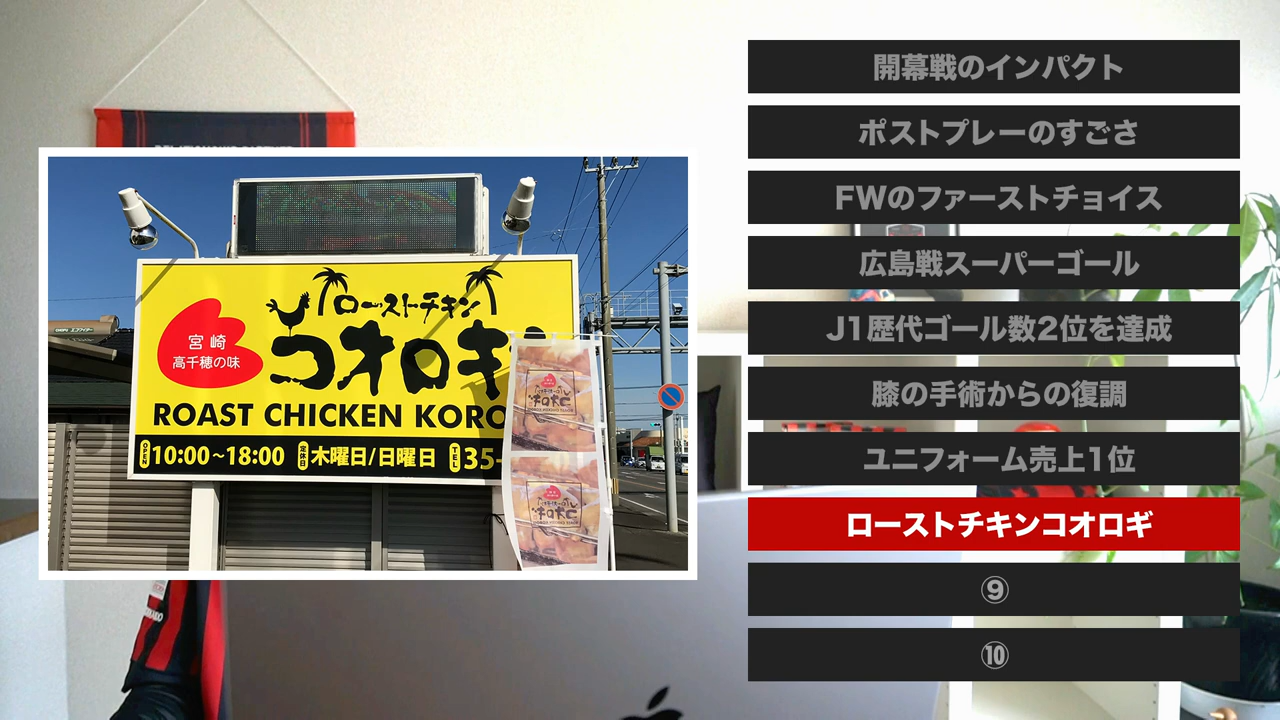 ローストチキン
コオロギ
宮崎
高千穂の味
ROAST CHICKEN KORO
OPEN 10:00~18:00 定休日 木曜日/日曜日 TEL 35-
開幕戦のインパクト
ポストプレーのすごさ
FWのファーストチョイス
広島戦スーパーゴール
J1歴代ゴール数2位を達成
膝の手術からの復調
ユニフォーム売上1位
ローストチキンコオロギ
⑨
⑩